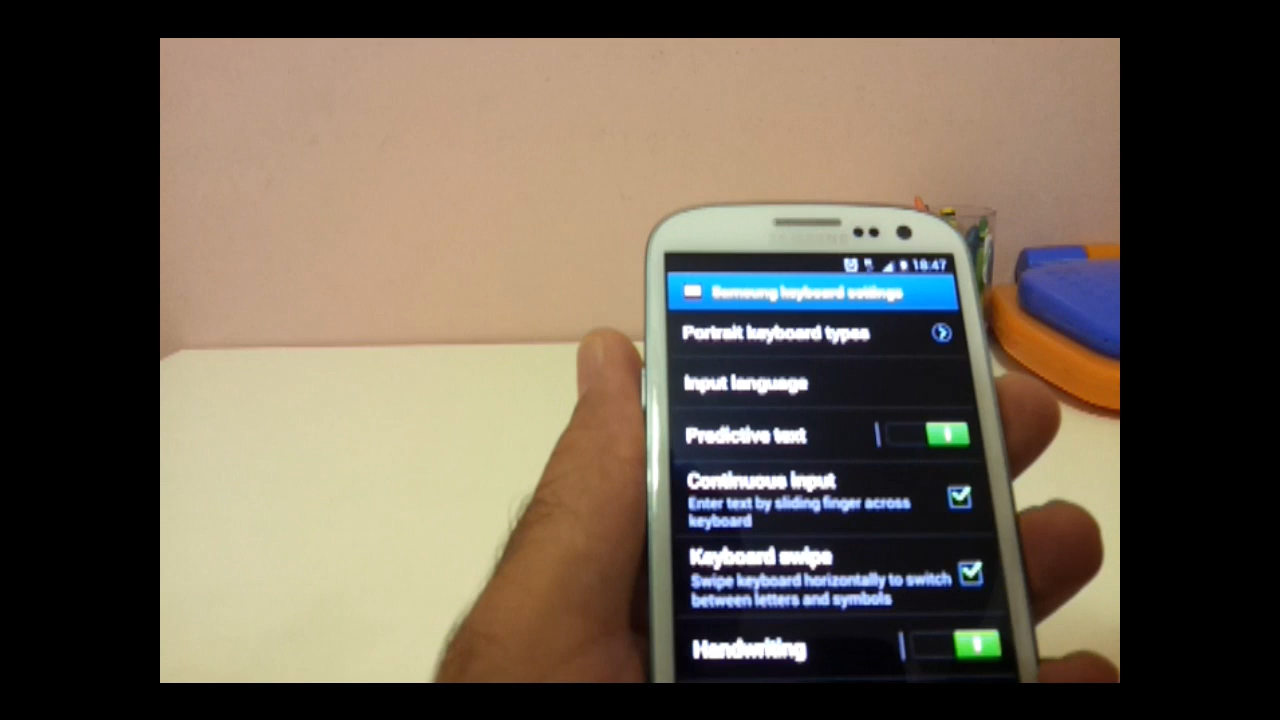 SAMSUNG
18:47
Samsung keyboard settings
Portrait keyboard types
Input language
Predictive text
Continuous input
Enter text by sliding finger across
keyboard
Keyboard swipe
Swipe keyboard horizontally to switch
between letters and symbols
Handwriting